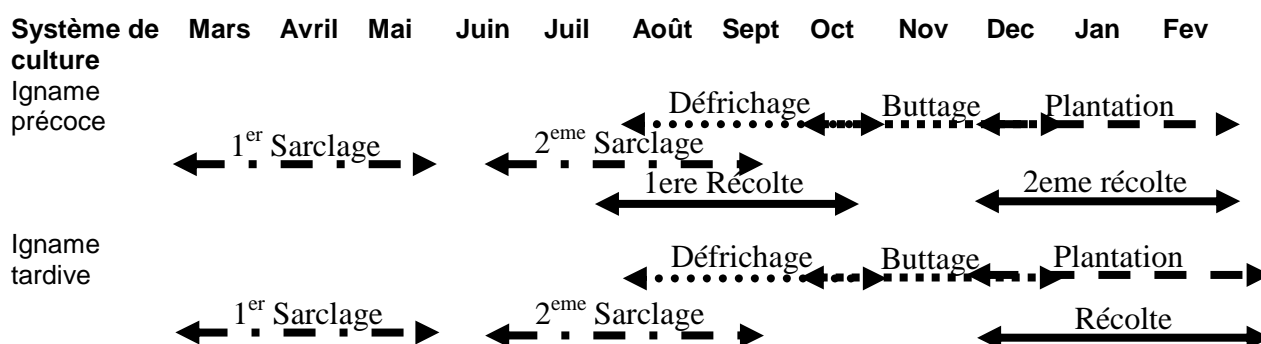 Système de culture Mars Avril Mai Juin Juil Août Sept Oct Nov Dec Jan Fev
Igname précoce
Défrichage Buttage Plantation
1er Sarclage 2eme Sarclage
1ere Récolte 2eme récolte
Igname tardive
Défrichage Buttage Plantation
1er Sarclage 2eme Sarclage Récolte